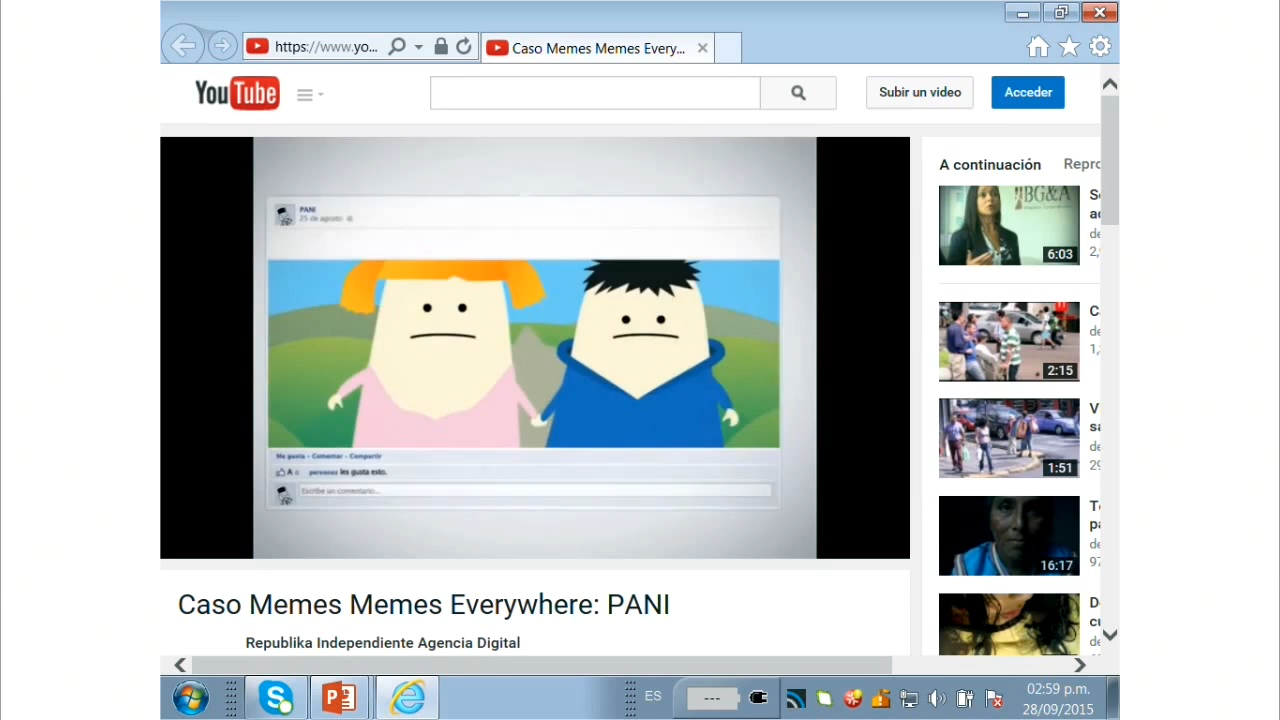 https://www.yo...
Caso Memes Memes Every...
YouTube
Subir un video
Acceder
PANI
25 de agosto
Me gusta · Comentar · Compartir
A personas les gusta esto.
Escribe un comentario...
A continuación
Repro
BG&A
6:03
2:15
1:51
16:17
Caso Memes Memes Everywhere: PANI
Republika Independiente Agencia Digital
ES
02:59 p.m.
28/09/2015